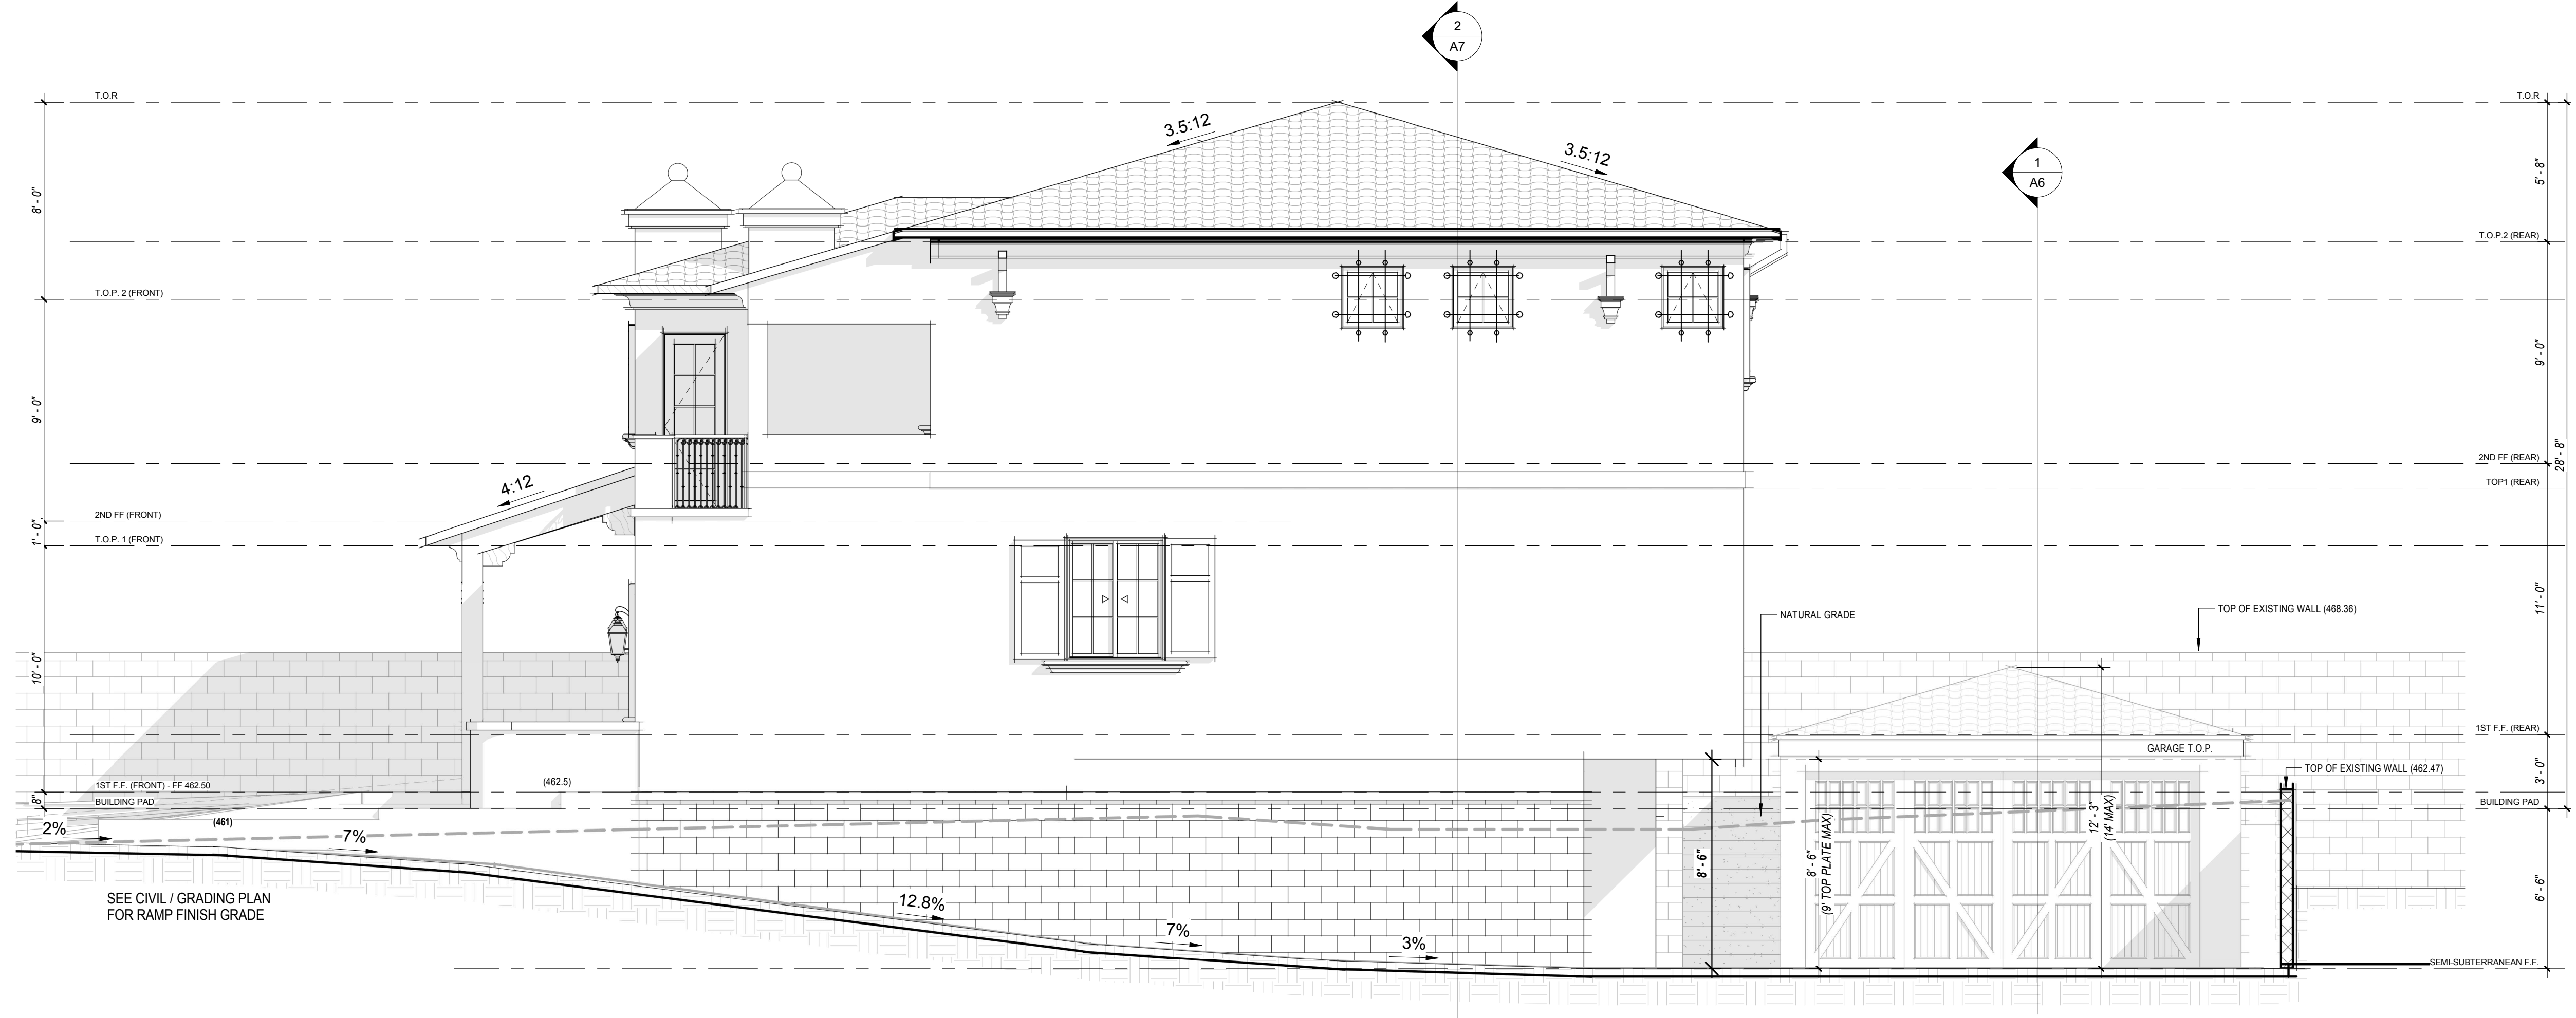 2
A7
T.O.R
T.O.R
3.5:12
3.5:12
1
A6
8' - 0"
5' - 8"
T.O.P.2 (REAR)
T.O.P. 2 (FRONT)
9' - 0"
9' - 0"
28' - 8"
2ND FF (REAR)
TOP1 (REAR)
4:12
2ND FF (FRONT)
1' - 0"
T.O.P. 1 (FRONT)
11' - 0"
NATURAL GRADE
TOP OF EXISTING WALL (468.36)
10' - 0"
1ST F.F. (REAR)
GARAGE T.O.P.
TOP OF EXISTING WALL (462.47)
3' - 0"
1ST F.F. (FRONT) - FF 462.50
(462.5)
8"
BUILDING PAD
BUILDING PAD
(461)
2%
7%
8' - 6"
8' - 6"
(9' TOP PLATE MAX)
12' - 3"
(14' MAX)
6' - 6"
SEE CIVIL / GRADING PLAN
FOR RAMP FINISH GRADE
12.8%
7%
3%
SEMI-SUBTERRANEAN F.F.